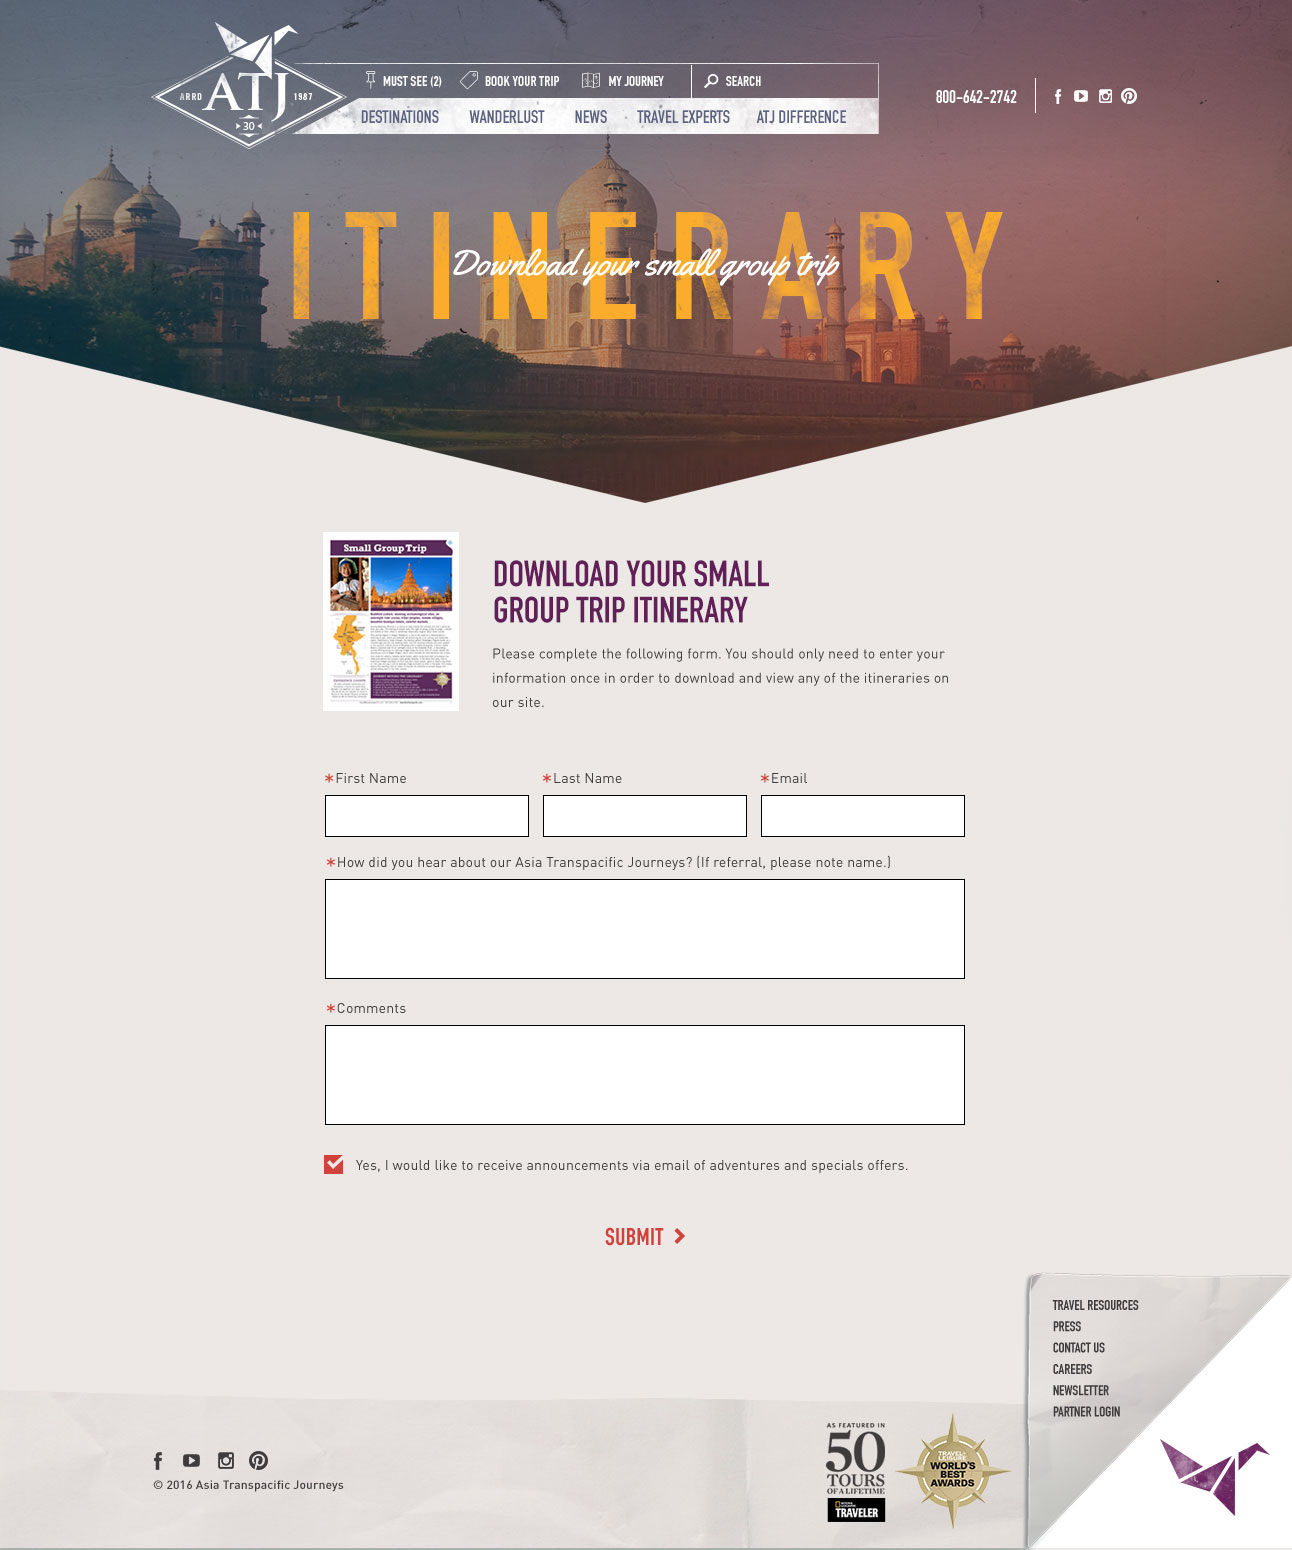 ATJ
ARRD
1987
30
MUST SEE (2)
BOOK YOUR TRIP
MY JOURNEY
SEARCH
800-642-2742
DESTINATIONS
WANDERLUST
NEWS
TRAVEL EXPERTS
ATJ DIFFERENCE
ITINERARY
Download your small group trip
Small Group Trip
DOWNLOAD YOUR SMALL
GROUP TRIP ITINERARY
Please complete the following form. You should only need to enter your
information once in order to download and view any of the itineraries on
our site.
*First Name
*Last Name
*Email
*How did you hear about our Asia Transpacific Journeys? (If referral, please note name.)
*Comments
Yes, I would like to receive announcements via email of adventures and specials offers.
SUBMIT
TRAVEL RESOURCES
PRESS
CONTACT US
CAREERS
NEWSLETTER
PARTNER LOGIN
© 2016 Asia Transpacific Journeys
AS FEATURED IN
50
TOURS
OF A LIFETIME
NATIONAL GEOGRAPHIC
TRAVELER
TRAVEL+
LEISURE
WORLD'S
BEST
AWARDS